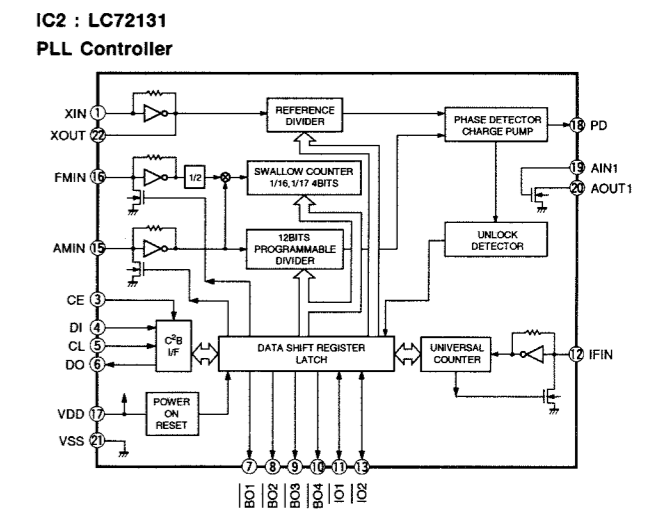 IC2 : LC72131
PLL Controller
XIN 1
XOUT 22
REFERENCE
DIVIDER
PHASE DETECTOR
CHARGE PUMP
18 PD
19 AIN1
20 AOUT1
FMIN 16
1/2
SWALLOW COUNTER
1/16,1/17 4BITS
AMIN 15
12BITS
PROGRAMMABLE
DIVIDER
UNLOCK
DETECTOR
CE 3
DI 4
CL 5
DO 6
C²B
I/F
DATA SHIFT REGISTER
LATCH
UNIVERSAL
COUNTER
12 IFIN
VDD 17
POWER
ON
RESET
VSS 21
7 8 9 10 11 13
BO1 BO2 BO3 BO4 IO1 IO2